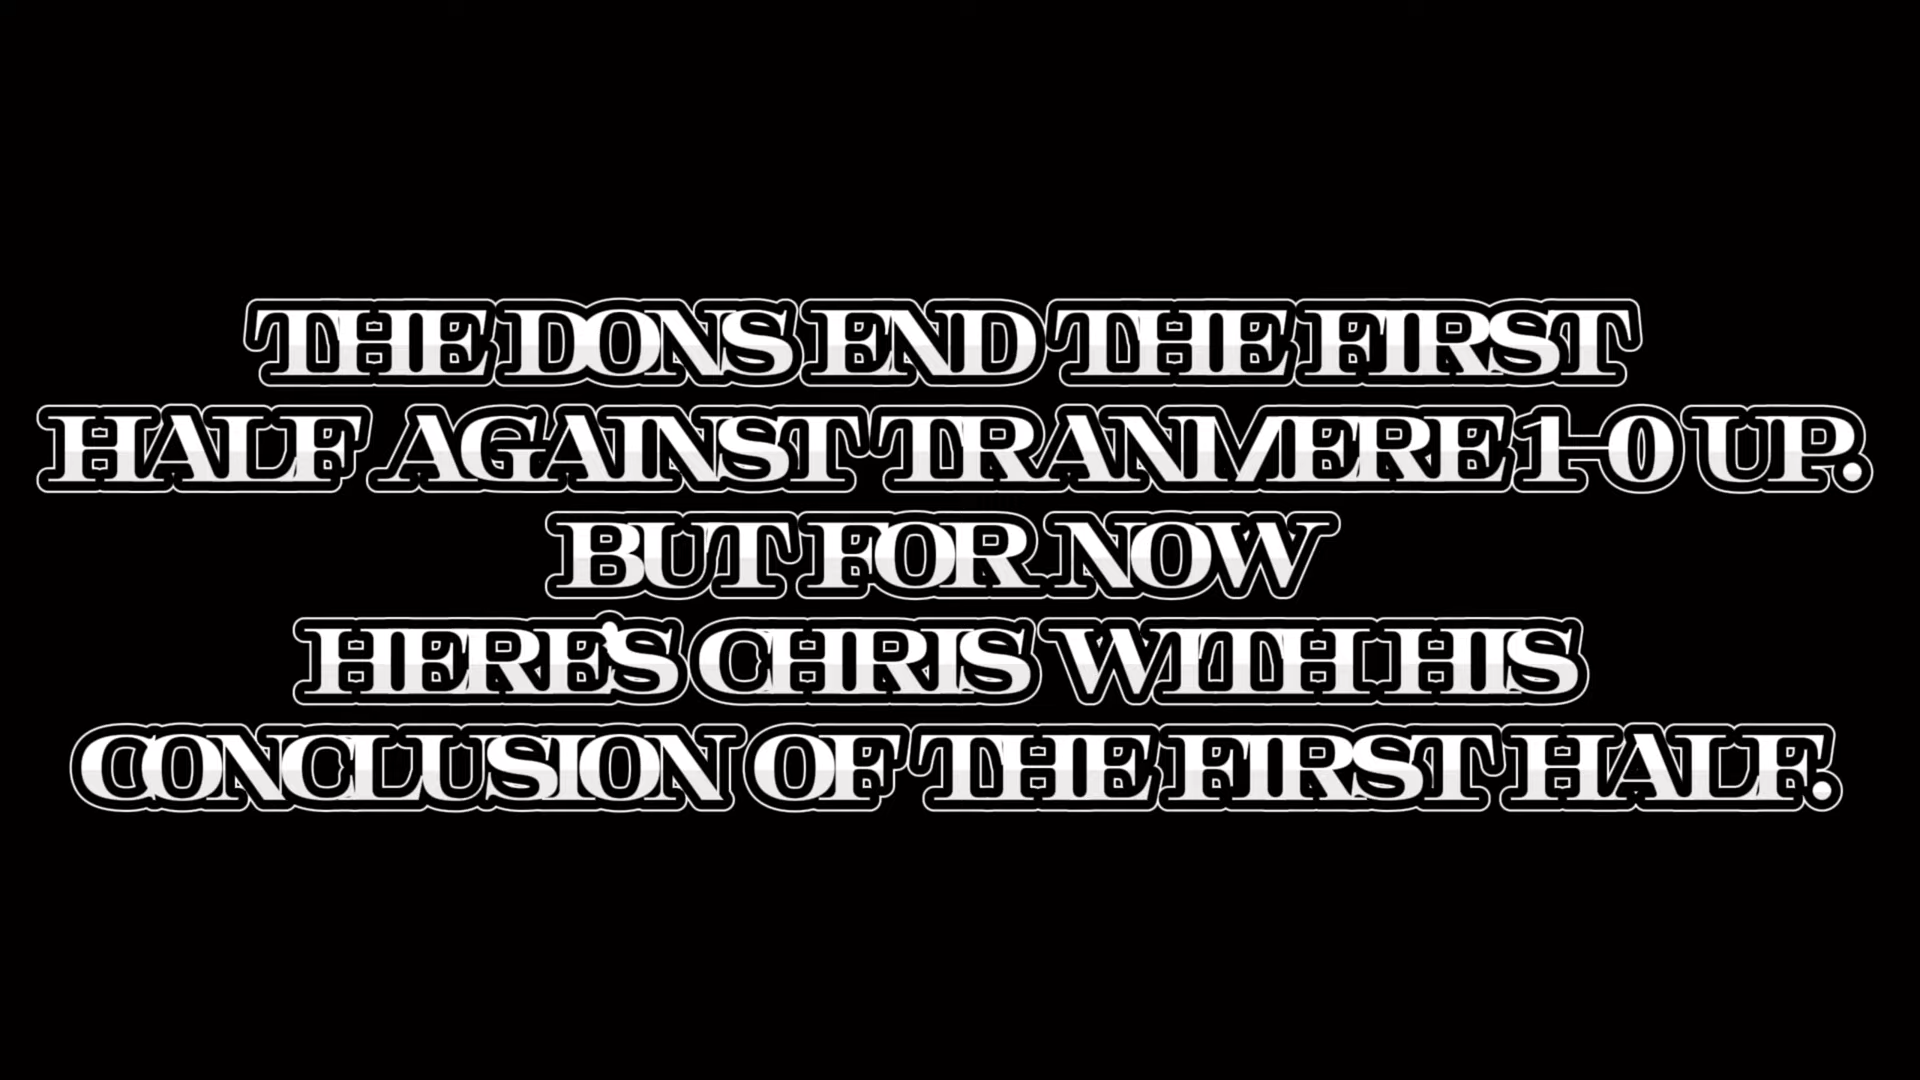 THE DONS END THE FIRST
HALF AGAINST TRANMERE 1-0 UP.
BUT FOR NOW
HERE'S CHRIS WITH HIS
CONCLUSION OF THE FIRST HALF.